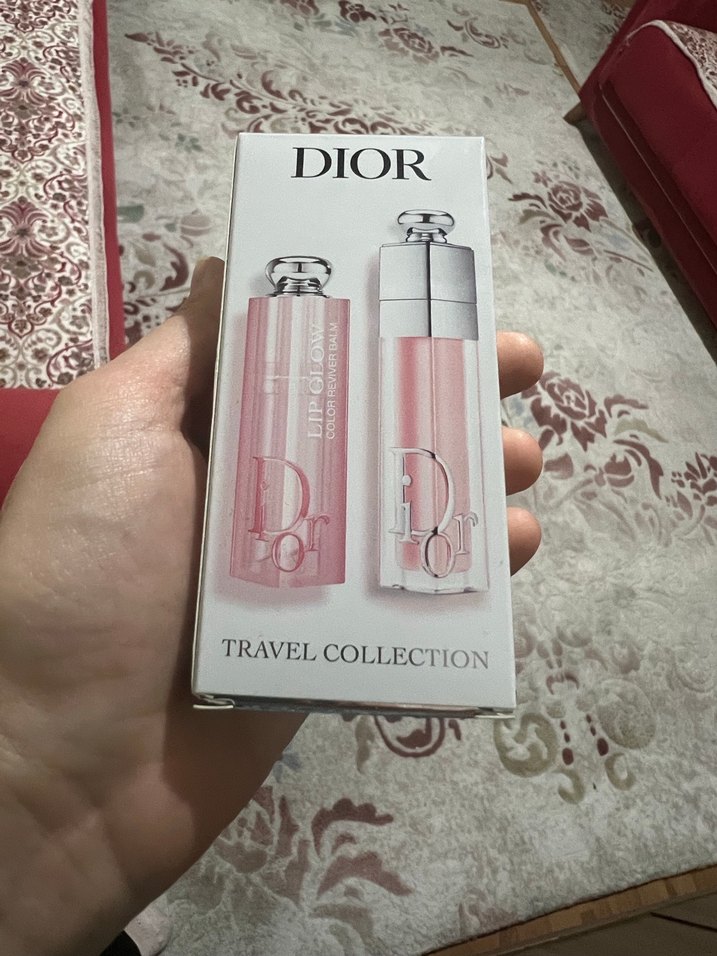 DIOR
LIP GLOW
COLOR REVIVER BALM
Dior
Dior
TRAVEL COLLECTION